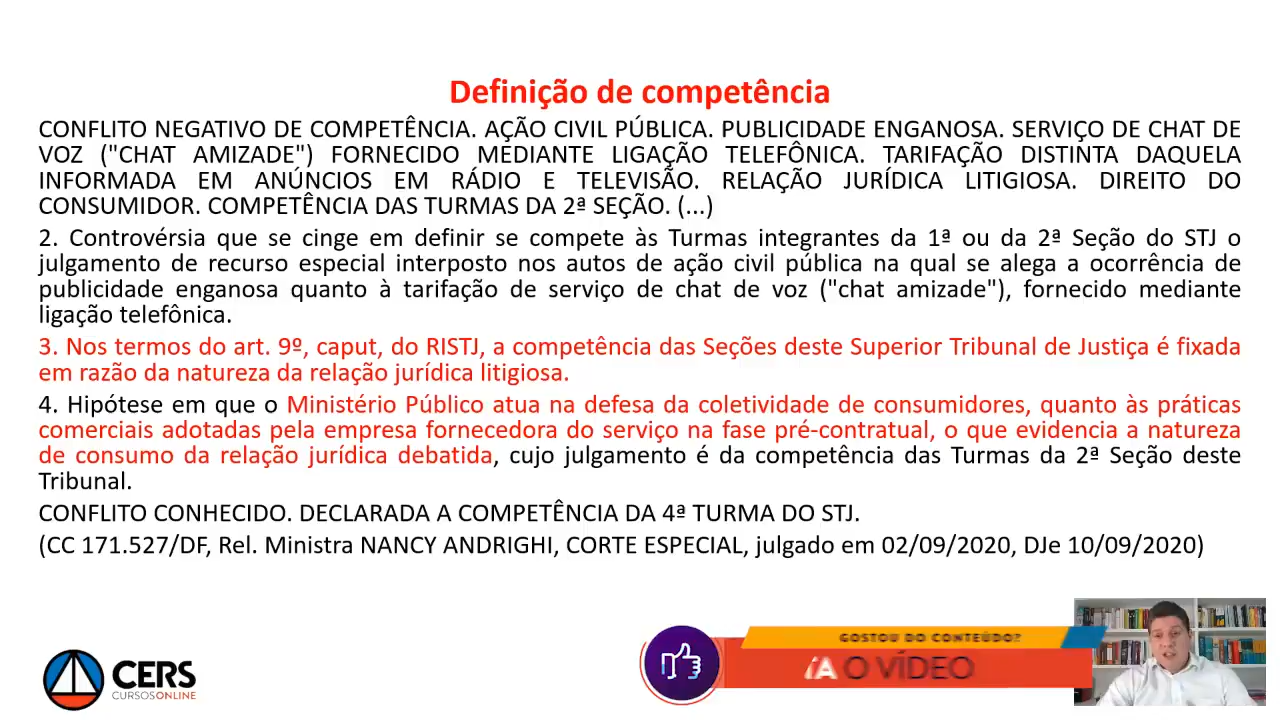 Definição de competência
CONFLITO NEGATIVO DE COMPETÊNCIA. AÇÃO CIVIL PÚBLICA. PUBLICIDADE ENGANOSA. SERVIÇO DE CHAT DE
VOZ ("CHAT AMIZADE") FORNECIDO MEDIANTE LIGAÇÃO TELEFÔNICA. TARIFAÇÃO DISTINTA DAQUELA
INFORMADA EM ANÚNCIOS EM RÁDIO E TELEVISÃO. RELAÇÃO JURÍDICA LITIGIOSA. DIREITO DO
CONSUMIDOR. COMPETÊNCIA DAS TURMAS DA 2ª SEÇÃO. (...)
2. Controvérsia que se cinge em definir se compete às Turmas integrantes da 1ª ou da 2ª Seção do STJ o
julgamento de recurso especial interposto nos autos de ação civil pública na qual se alega a ocorrência de
publicidade enganosa quanto à tarifação de serviço de chat de voz ("chat amizade"), fornecido mediante
ligação telefônica.
3. Nos termos do art. 9º, caput, do RISTJ, a competência das Seções deste Superior Tribunal de Justiça é fixada
em razão da natureza da relação jurídica litigiosa.
4. Hipótese em que o Ministério Público atua na defesa da coletividade de consumidores, quanto às práticas
comerciais adotadas pela empresa fornecedora do serviço na fase pré-contratual, o que evidencia a natureza
de consumo da relação jurídica debatida, cujo julgamento é da competência das Turmas da 2ª Seção deste
Tribunal.
CONFLITO CONHECIDO. DECLARADA A COMPETÊNCIA DA 4ª TURMA DO STJ.
(CC 171.527/DF, Rel. Ministra NANCY ANDRIGHI, CORTE ESPECIAL, julgado em 02/09/2020, DJe 10/09/2020)
GOSTOU DO CONTEÚDO?
O VÍDEO
CERS
CURSOS ONLINE